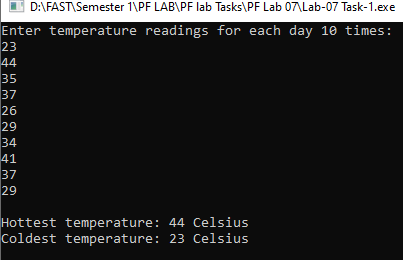 D:\FAST\Semester 1\PF LAB\PF lab Tasks\PF Lab 07\Lab-07 Task-1.exe
Enter temperature readings for each day 10 times:
23
44
35
37
26
29
34
41
37
29
Hottest temperature: 44 Celsius
Coldest temperature: 23 Celsius